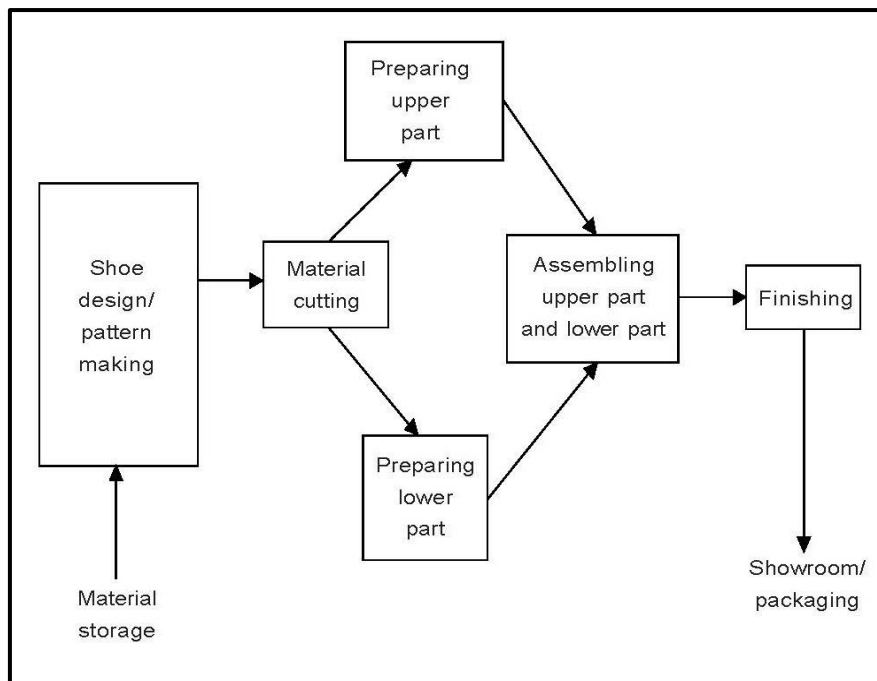 Preparing
upper
part
Shoe
design/
pattern
making
Material
cutting
Assembling
upper part
and lower part
Finishing
Preparing
lower
part
Material
storage
Showroom/
packaging